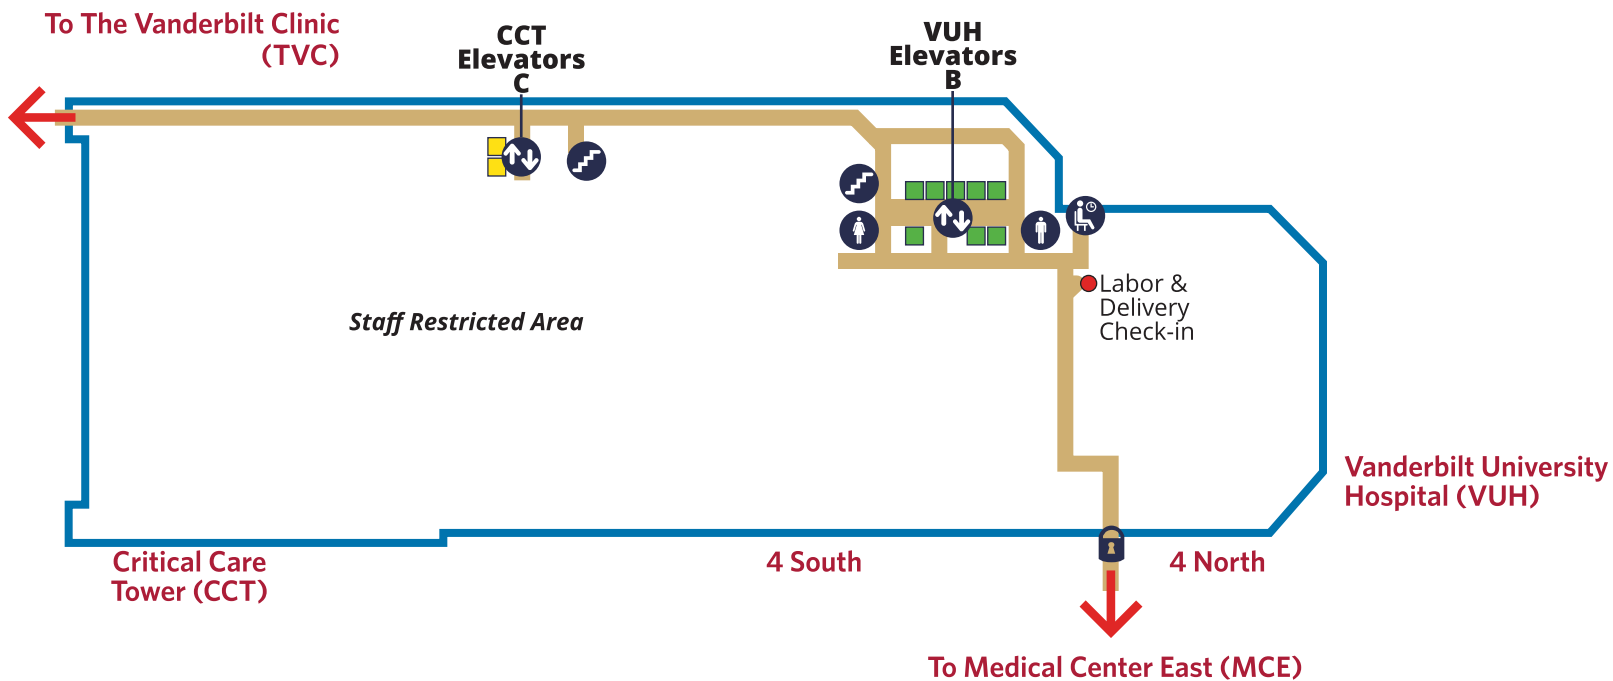 To The Vanderbilt Clinic
(TVC)
CCT
Elevators
C
VUH
Elevators
B
Labor &
Delivery
Check-in
Staff Restricted Area
Vanderbilt University
Hospital (VUH)
Critical Care
Tower (CCT)
4 South
4 North
To Medical Center East (MCE)